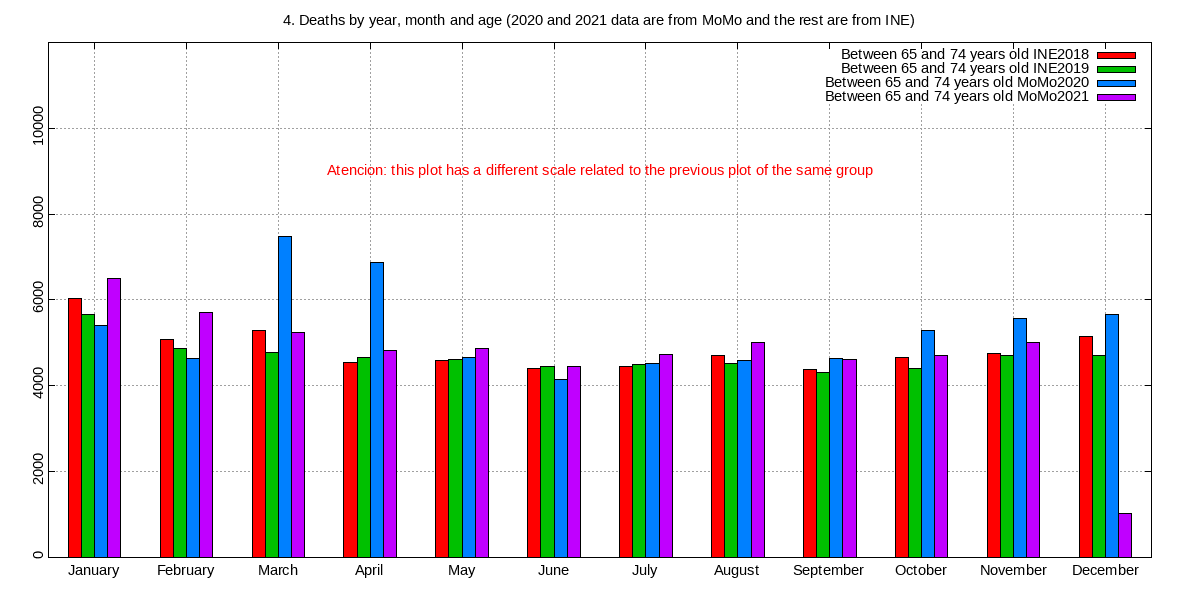 4. Deaths by year, month and age (2020 and 2021 data are from MoMo and the rest are from INE)
Between 65 and 74 years old INE2018
Between 65 and 74 years old INE2019
Between 65 and 74 years old MoMo2020
Between 65 and 74 years old MoMo2021
Atencion: this plot has a different scale related to the previous plot of the same group
10000
8000
6000
4000
2000
0
January February March April May June July August September October November December